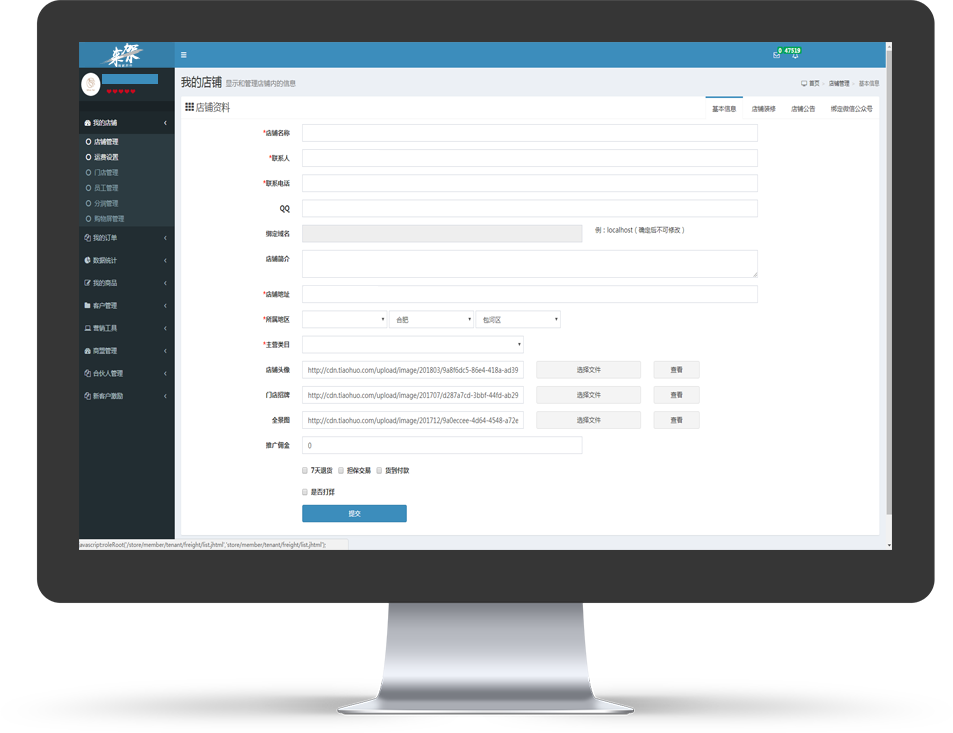 0 47519
我的店铺 显示和管理店铺内的信息
首页 > 店铺管理 > 基本信息
店铺资料
基本信息 店铺装修 店铺公告 绑定微信公众号
我的店铺
店铺管理
运费设置
门店管理
员工管理
分润管理
购物屏管理
我的订单
数据统计
我的商品
客户管理
营销工具
商盟管理
合伙人管理
新客户激励
*店铺名称
*联系人
*联系电话
QQ
绑定域名 例：localhost（确定后不可修改）
店铺简介
*店铺地址
*所属地区 合肥 包河区
*主营类目
店铺头像 http://cdn.tiaohuo.com/upload/image/201803/9a8f6dc5-86e4-418a-ad39 选择文件 查看
门店招牌 http://cdn.tiaohuo.com/upload/image/201707/d287a7cd-3bbf-44fd-ab29 选择文件 查看
全景图 http://cdn.tiaohuo.com/upload/image/201712/9a0eccee-4d64-4548-a72e 选择文件 查看
推广佣金 0
7天退货 担保交易 货到付款
是否打烊
提交
avascript:roleRoot('/store/member/tenant/freight/list.jhtml','store/member/tenant/freight/list.jhtml');